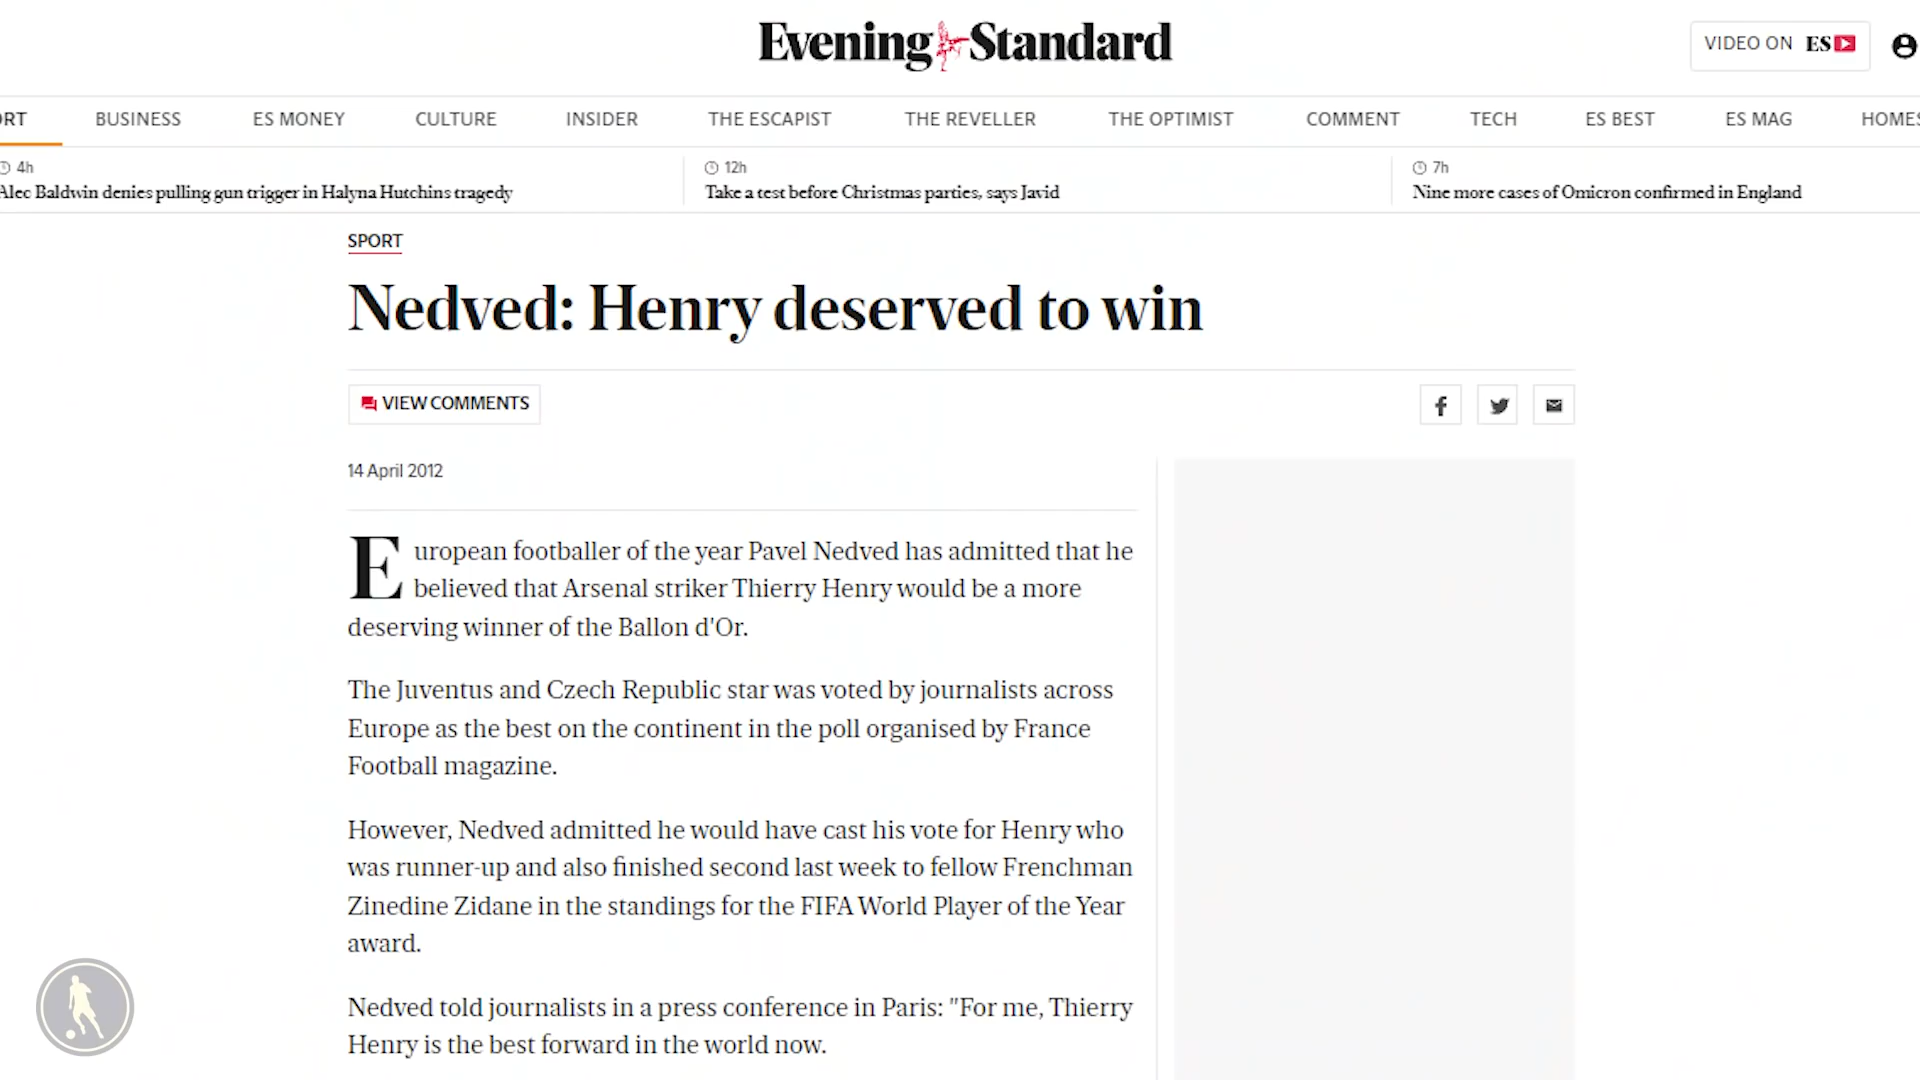 Evening Standard
VIDEO ON ES
ORT BUSINESS ES MONEY CULTURE INSIDER THE ESCAPIST THE REVELLER THE OPTIMIST COMMENT TECH ES BEST ES MAG HOMES
4h
Alec Baldwin denies pulling gun trigger in Halyna Hutchins tragedy
12h
Take a test before Christmas parties, says Javid
7h
Nine more cases of Omicron confirmed in England
SPORT
Nedved: Henry deserved to win
VIEW COMMENTS
14 April 2012
European footballer of the year Pavel Nedved has admitted that he
believed that Arsenal striker Thierry Henry would be a more
deserving winner of the Ballon d'Or.
The Juventus and Czech Republic star was voted by journalists across
Europe as the best on the continent in the poll organised by France
Football magazine.
However, Nedved admitted he would have cast his vote for Henry who
was runner-up and also finished second last week to fellow Frenchman
Zinedine Zidane in the standings for the FIFA World Player of the Year
award.
Nedved told journalists in a press conference in Paris: "For me, Thierry
Henry is the best forward in the world now.